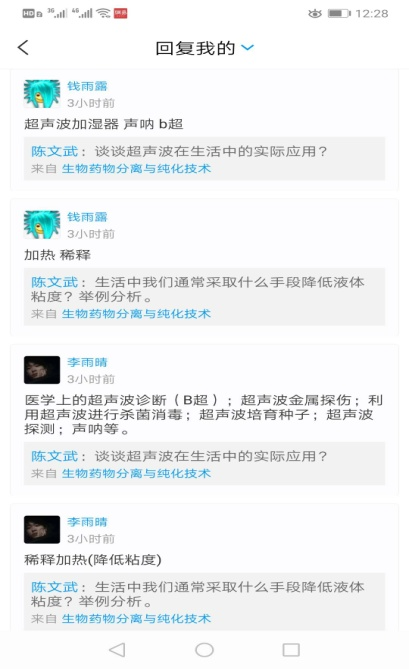 12:28
回复我的
钱雨露
3小时前
超声波加湿器 声呐 b超
陈文武：谈谈超声波在生活中的实际应用？
来自 生物药物分离与纯化技术
钱雨露
3小时前
加热 稀释
陈文武：生活中我们通常采取什么手段降低液体
粘度？举例分析。
来自 生物药物分离与纯化技术
李雨晴
3小时前
医学上的超声波诊断（B超）；超声波金属探伤；利
用超声波进行杀菌消毒；超声波培育种子；超声波
探测；声呐等。
陈文武：谈谈超声波在生活中的实际应用？
来自 生物药物分离与纯化技术
李雨晴
3小时前
稀释加热(降低粘度)
陈文武：生活中我们通常采取什么手段降低液体
粘度？举例分析。
来自 生物药物分离与纯化技术